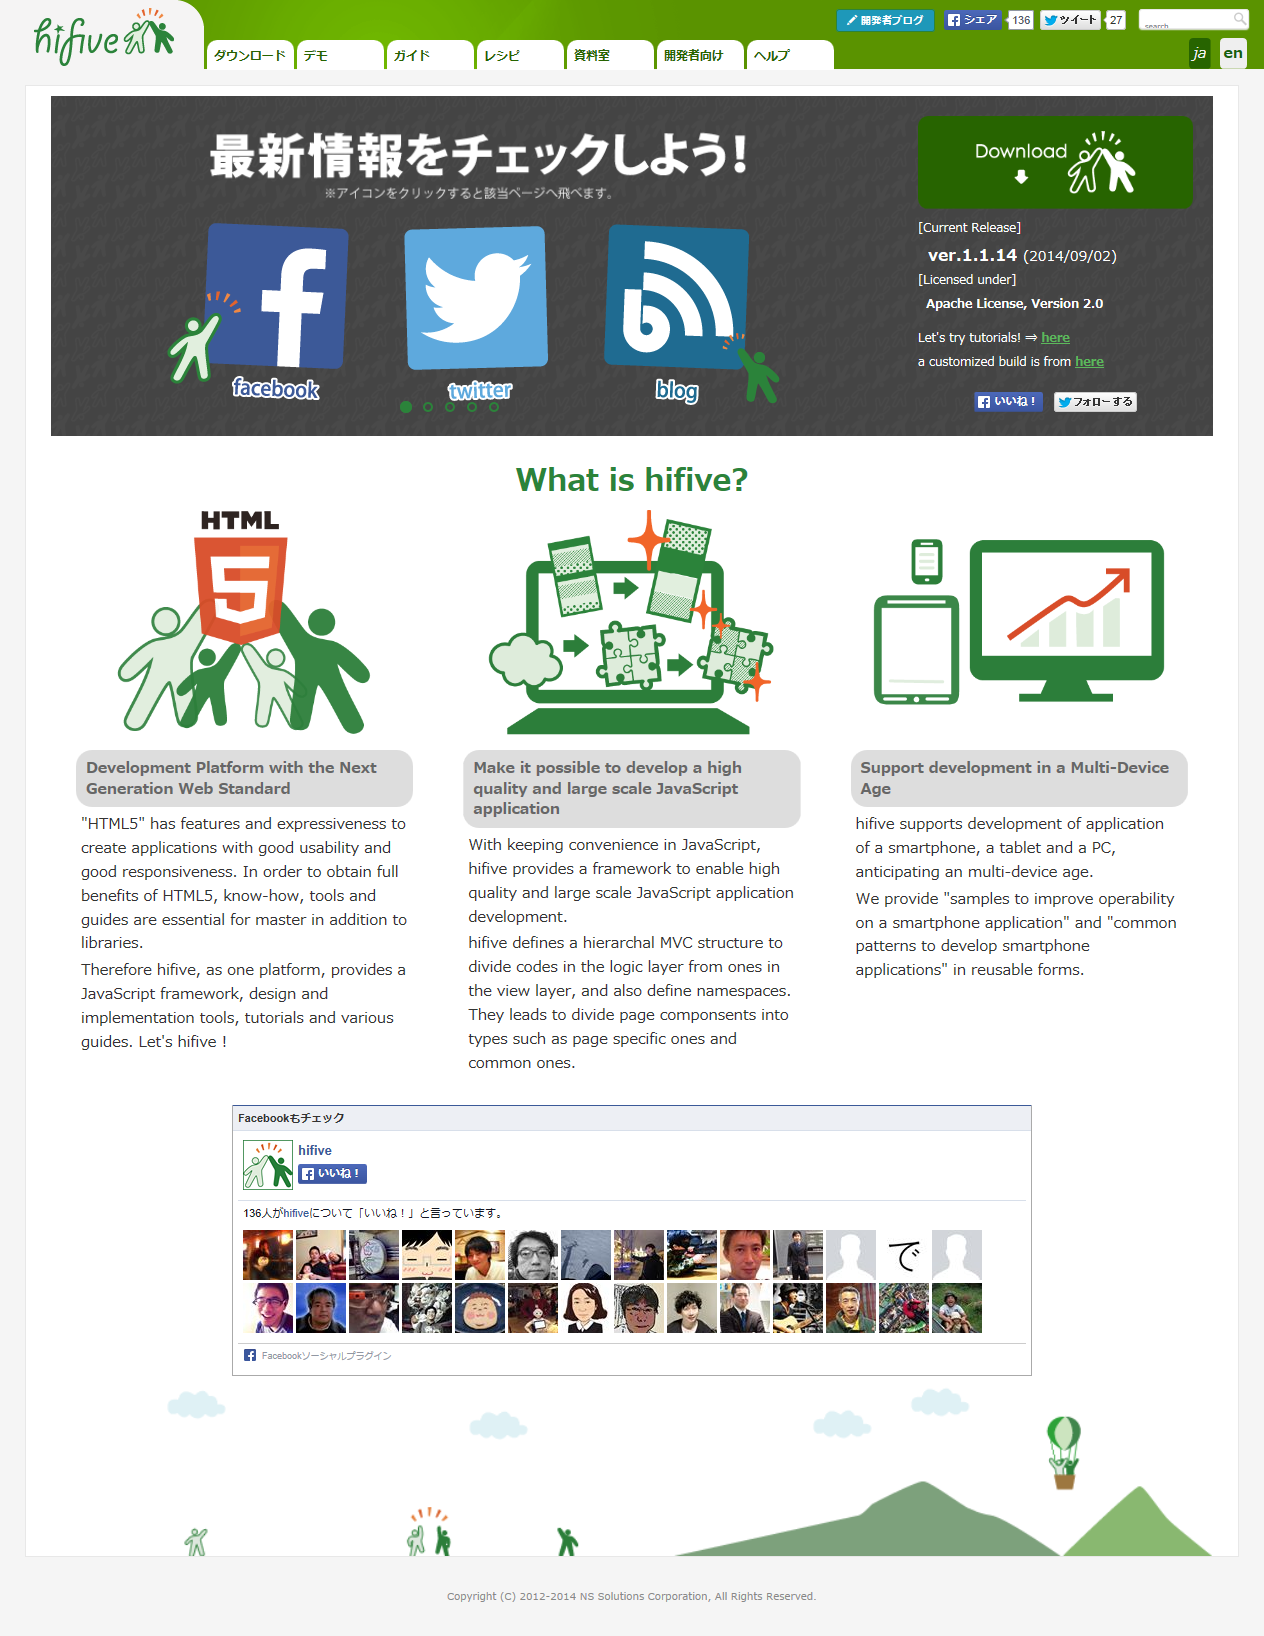 hifive
開発者ブログ
シェア
136
ツイート
27
search
ダウンロード
デモ
ガイド
レシピ
資料室
開発者向け
ヘルプ
ja
en
最新情報をチェックしよう!
※アイコンをクリックすると該当ページへ飛べます。
facebook
twitter
blog
Download
[Current Release]
ver.1.1.14 (2014/09/02)
[Licensed under]
Apache License, Version 2.0
Let's try tutorials! ⇒ here
a customized build is from here
いいね！
フォローする
What is hifive?
HTML
5
Development Platform with the Next
Generation Web Standard
"HTML5" has features and expressiveness to
create applications with good usability and
good responsiveness. In order to obtain full
benefits of HTML5, know-how, tools and
guides are essential for master in addition to
libraries.
Therefore hifive, as one platform, provides a
JavaScript framework, design and
implementation tools, tutorials and various
guides. Let's hifive !
Make it possible to develop a high
quality and large scale JavaScript
application
With keeping convenience in JavaScript,
hifive provides a framework to enable high
quality and large scale JavaScript application
development.
hifive defines a hierarchal MVC structure to
divide codes in the logic layer from ones in
the view layer, and also define namespaces.
They leads to divide page componsents into
types such as page specific ones and
common ones.
Support development in a Multi-Device
Age
hifive supports development of application
of a smartphone, a tablet and a PC,
anticipating an multi-device age.
We provide "samples to improve operability
on a smartphone application" and "common
patterns to develop smartphone
applications" in reusable forms.
Facebookもチェック
hifive
いいね！
136人がhifiveについて「いいね！」と言っています。
で
Facebookソーシャルプラグイン
Copyright (C) 2012-2014 NS Solutions Corporation, All Rights Reserved.